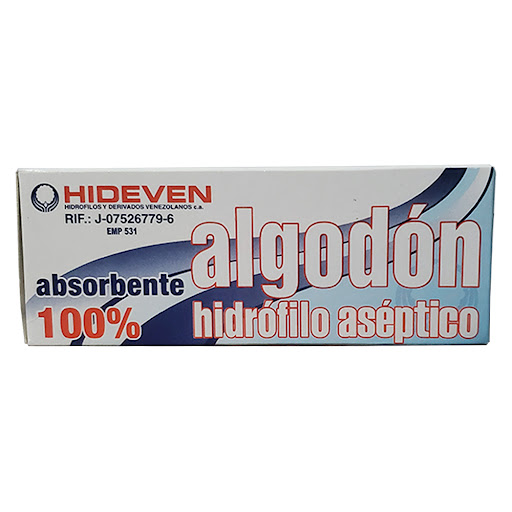 HIDEVEN
HIDROFILOS Y DERIVADOS VENEZOLANOS c.a.
RIF.: J-07526779-6
EMP 531
absorbente
100%
algodón
hidrófilo aséptico